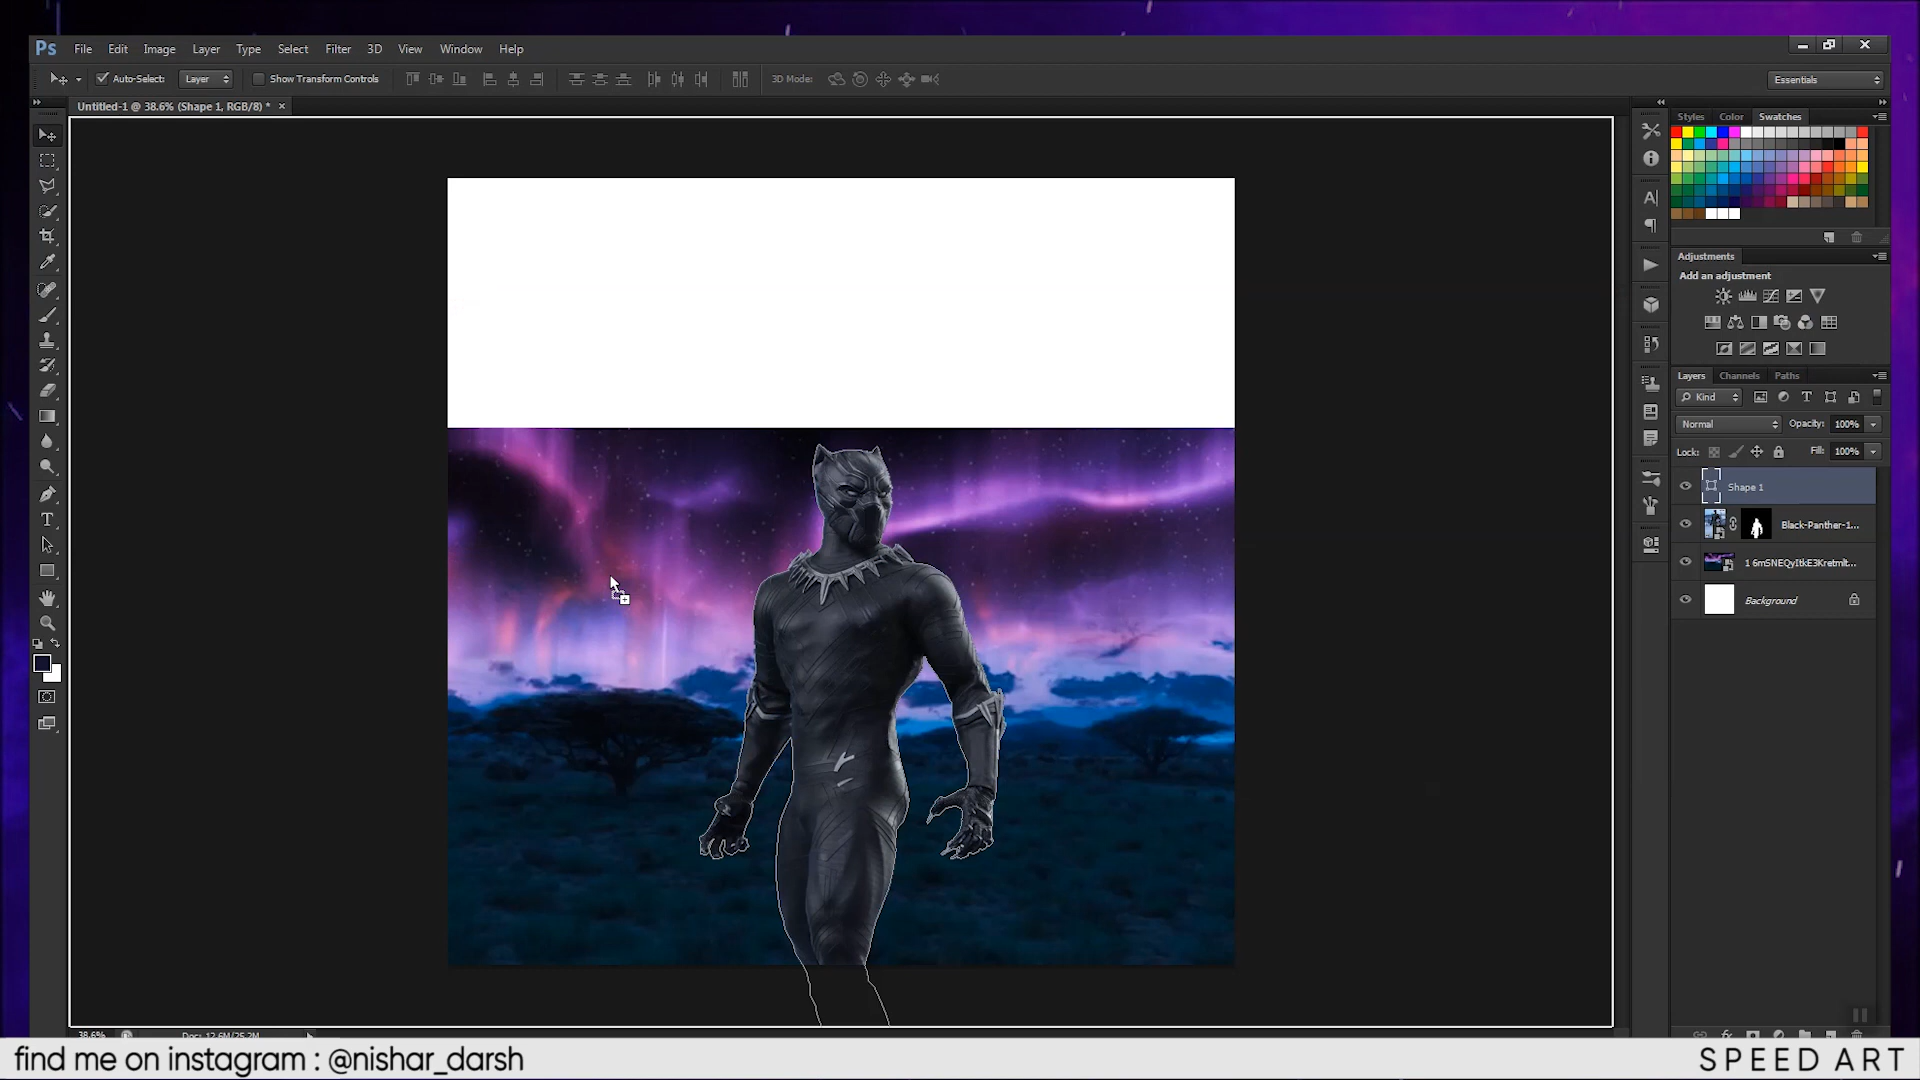 Ps File Edit Image Layer Type Select Filter 3D View Window Help
Auto-Select: Layer Show Transform Controls 3D Mode: Essentials
Untitled-1 @ 38.6% (Shape 1, RGB/8) * ×
Styles Color Swatches
Adjustments
Add an adjustment
Layers Channels Paths
Kind
Normal Opacity: 100%
Lock: Fill: 100%
Shape 1
Black-Panther-1...
1 6mSNEQyItkE3Kretmlt...
Background
38.6% Doc: 12.6M/25.2M
find me on instagram : @nishar_darsh
SPEED ART